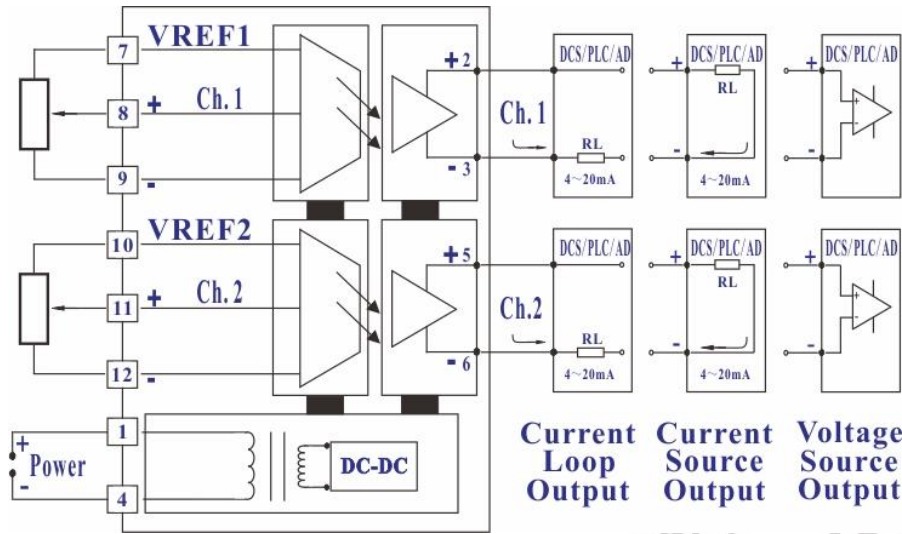 7 VREF1
8 + Ch. 1
9 -
+ 2
- 3
Ch. 1
DCS/PLC/AD
RL
4~20mA
+ DCS/PLC/AD
RL
-
4~20mA
+ DCS/PLC/AD
+
-
-
10 VREF2
11 + Ch. 2
12 -
+ 5
- 6
Ch.2
DCS/PLC/AD
RL
4~20mA
+ DCS/PLC/AD
RL
-
4~20mA
+ DCS/PLC/AD
+
-
-
1
+
Power
-
4
DC-DC
Current
Loop
Output
Current
Source
Output
Voltage
Source
Output